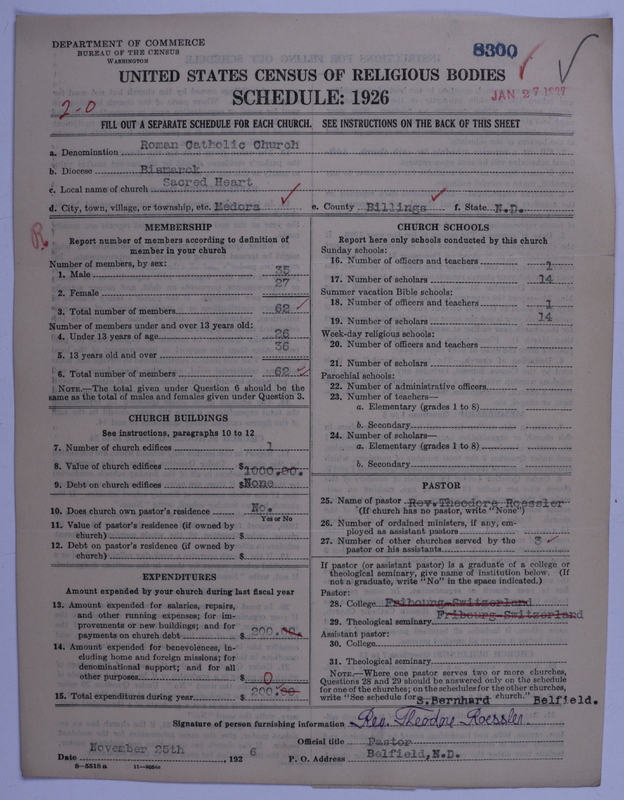 DEPARTMENT OF COMMERCE
BUREAU OF THE CENSUS
WASHINGTON
8300
JAN 27 1927
UNITED STATES CENSUS OF RELIGIOUS BODIES
SCHEDULE: 1926
2-0
FILL OUT A SEPARATE SCHEDULE FOR EACH CHURCH. SEE INSTRUCTIONS ON THE BACK OF THIS SHEET
a. Denomination Roman Catholic Church
b. Diocese Bismarck
c. Local name of church Sacred Heart
d. City, town, village, or township, etc. Medora e. County Billings f. State N.D.
MEMBERSHIP
Report number of members according to definition of
member in your church
Number of members, by sex:
1. Male 35
2. Female 27
3. Total number of members 62
Number of members under and over 13 years old:
4. Under 13 years of age 26
5. 13 years old and over 36
6. Total number of members 62
NOTE.—The total given under Question 6 should be the
same as the total of males and females given under Question 3.
CHURCH BUILDINGS
See instructions, paragraphs 10 to 12
7. Number of church edifices 1
8. Value of church edifices $1000.00.
9. Debt on church edifices $None
10. Does church own pastor's residence No.
Yes or No
11. Value of pastor's residence (if owned by
church) $
12. Debt on pastor's residence (if owned by
church) $
EXPENDITURES
Amount expended by your church during last fiscal year
13. Amount expended for salaries, repairs,
and other running expenses; for im-
provements or new buildings; and for
payments on church debt $200.00.
14. Amount expended for benevolences, in-
cluding home and foreign missions; for
denominational support; and for all
other purposes $ 0
15. Total expenditures during year $200.00
CHURCH SCHOOLS
Report here only schools conducted by this church
Sunday schools:
16. Number of officers and teachers 1
17. Number of scholars 14
Summer vacation Bible schools:
18. Number of officers and teachers 1
19. Number of scholars 14
Week-day religious schools:
20. Number of officers and teachers
21. Number of scholars
Parochial schools:
22. Number of administrative officers
23. Number of teachers—
a. Elementary (grades 1 to 8)
b. Secondary
24. Number of scholars—
a. Elementary (grades 1 to 8)
b. Secondary
PASTOR
25. Name of pastor Rev.Theodora Roessler
(If church has no pastor, write "None")
26. Number of ordained ministers, if any, em-
ployed as assistant pastors
27. Number of other churches served by the
pastor or his assistants 3
If pastor (or assistant pastor) is a graduate of a college or
theological seminary, give name of institution below. (If
not a graduate, write "No" in the space indicated.)
Pastor:
28. College Fribourg-Switzerland
29. Theological seminary Fribourg-Switzerland
Assistant pastor:
30. College
31. Theological seminary
NOTE.—Where one pastor serves two or more churches,
Questions 28 and 29 should be answered only on the schedule
for one of the churches; on the schedules for the other churches,
write "See schedule for S.Bernhard church." Belfield.
Signature of person furnishing information Rev. Theodore Roessler
Official title Pastor
Date November 25th, 1926 P. O. Address Belfield, N.D.
8-5518a